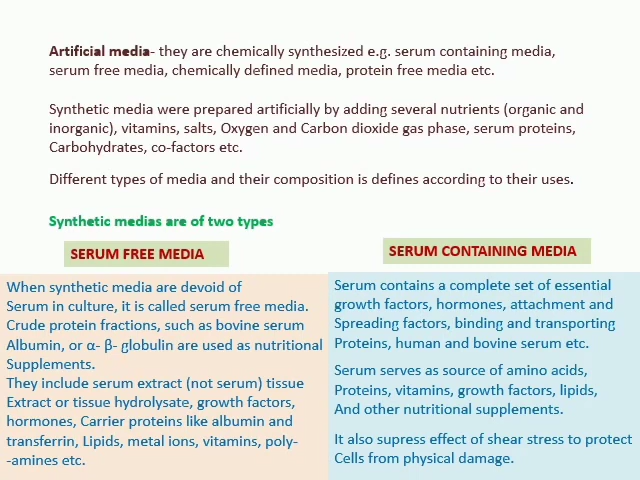 Artificial media- they are chemically synthesized e.g. serum containing media,
serum free media, chemically defined media, protein free media etc.
Synthetic media were prepared artificially by adding several nutrients (organic and
inorganic), vitamins, salts, Oxygen and Carbon dioxide gas phase, serum proteins,
Carbohydrates, co-factors etc.
Different types of media and their composition is defines according to their uses.
Synthetic medias are of two types
SERUM FREE MEDIA
When synthetic media are devoid of
Serum in culture, it is called serum free media.
Crude protein fractions, such as bovine serum
Albumin, or α- β- globulin are used as nutritional
Supplements.
They include serum extract (not serum) tissue
Extract or tissue hydrolysate, growth factors,
hormones, Carrier proteins like albumin and
transferrin, Lipids, metal ions, vitamins, poly-
-amines etc.
SERUM CONTAINING MEDIA
Serum contains a complete set of essential
growth factors, hormones, attachment and
Spreading factors, binding and transporting
Proteins, human and bovine serum etc.
Serum serves as source of amino acids,
Proteins, vitamins, growth factors, lipids,
And other nutritional supplements.
It also supress effect of shear stress to protect
Cells from physical damage.